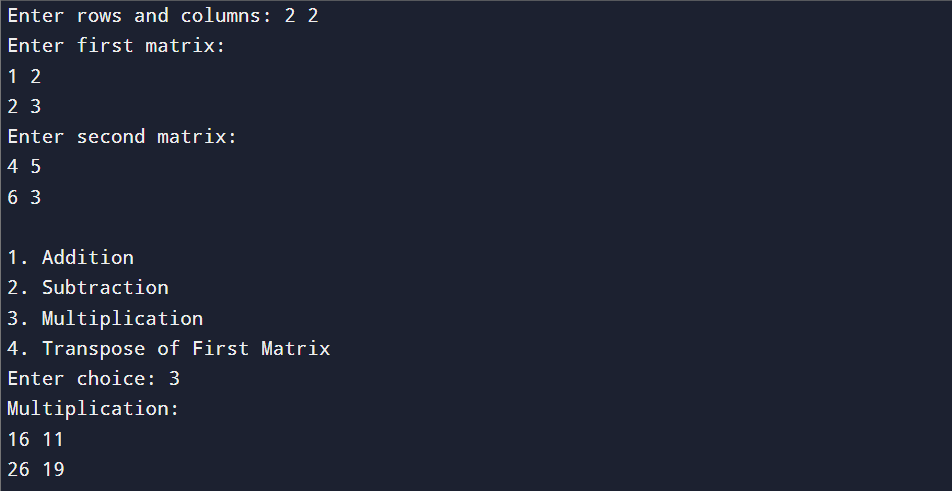 Enter rows and columns: 2 2
Enter first matrix:
1 2
2 3
Enter second matrix:
4 5
6 3
1. Addition
2. Subtraction
3. Multiplication
4. Transpose of First Matrix
Enter choice: 3
Multiplication:
16 11
26 19